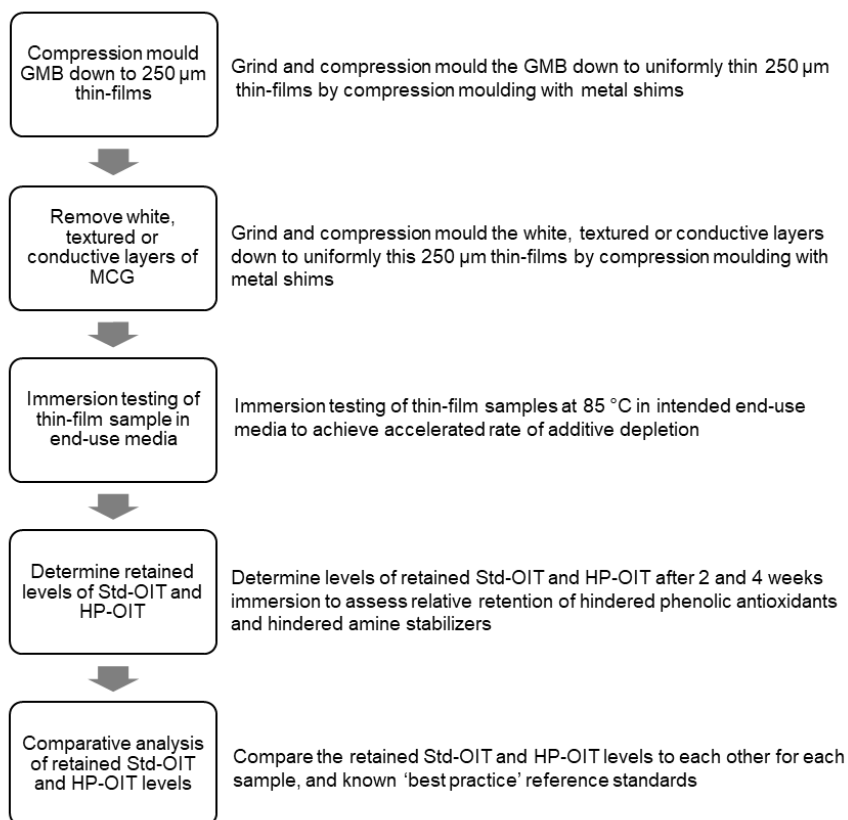 Compression mould
GMB down to 250 µm
thin-films
Grind and compression mould the GMB down to uniformly thin 250 µm
thin-films by compression moulding with metal shims
Remove white,
textured or
conductive layers of
MCG
Grind and compression mould the white, textured or conductive layers
down to uniformly this 250 µm thin-films by compression moulding with
metal shims
Immersion testing of
thin-film sample in
end-use media
Immersion testing of thin-film samples at 85 °C in intended end-use
media to achieve accelerated rate of additive depletion
Determine retained
levels of Std-OIT and
HP-OIT
Determine levels of retained Std-OIT and HP-OIT after 2 and 4 weeks
immersion to assess relative retention of hindered phenolic antioxidants
and hindered amine stabilizers
Comparative analysis
of retained Std-OIT
and HP-OIT levels
Compare the retained Std-OIT and HP-OIT levels to each other for each
sample, and known ‘best practice’ reference standards